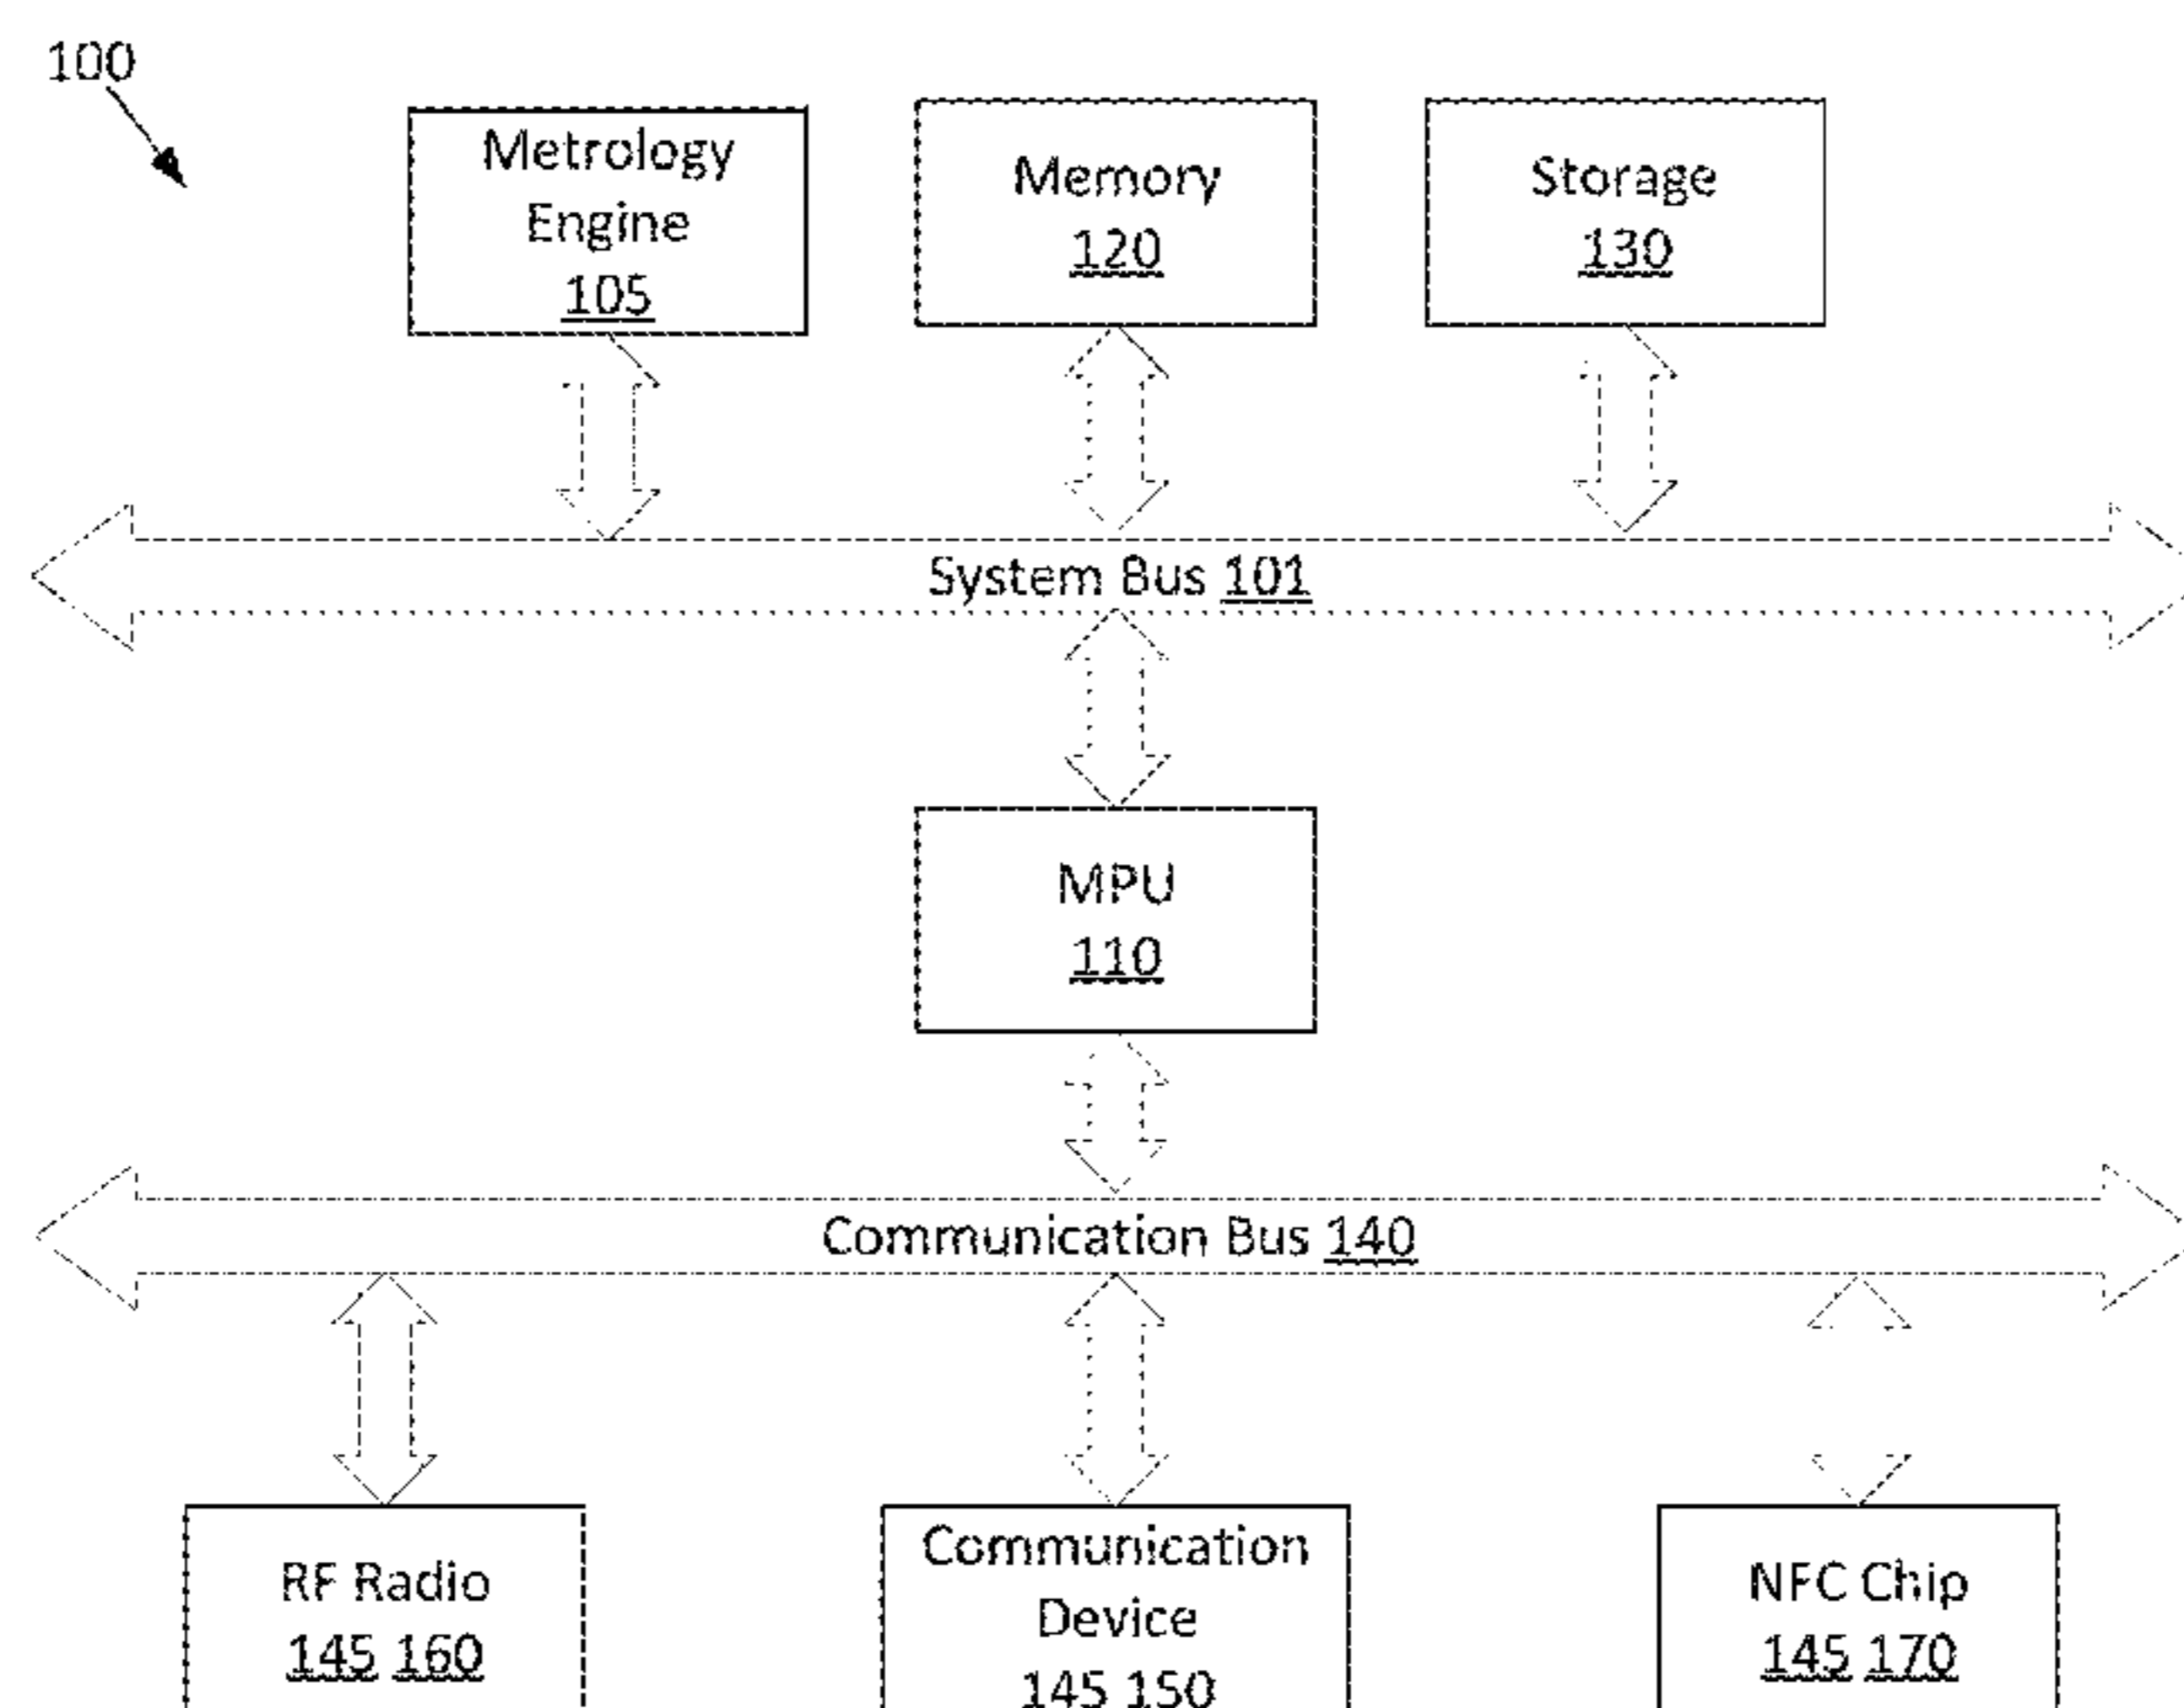 100
Metrology
Engine
105
Memory
120
Storage
130
System Bus 101
MPU
110
Communication Bus 140
RF Radio
145 160
Communication
Device
145 150
NFC Chip
145 170